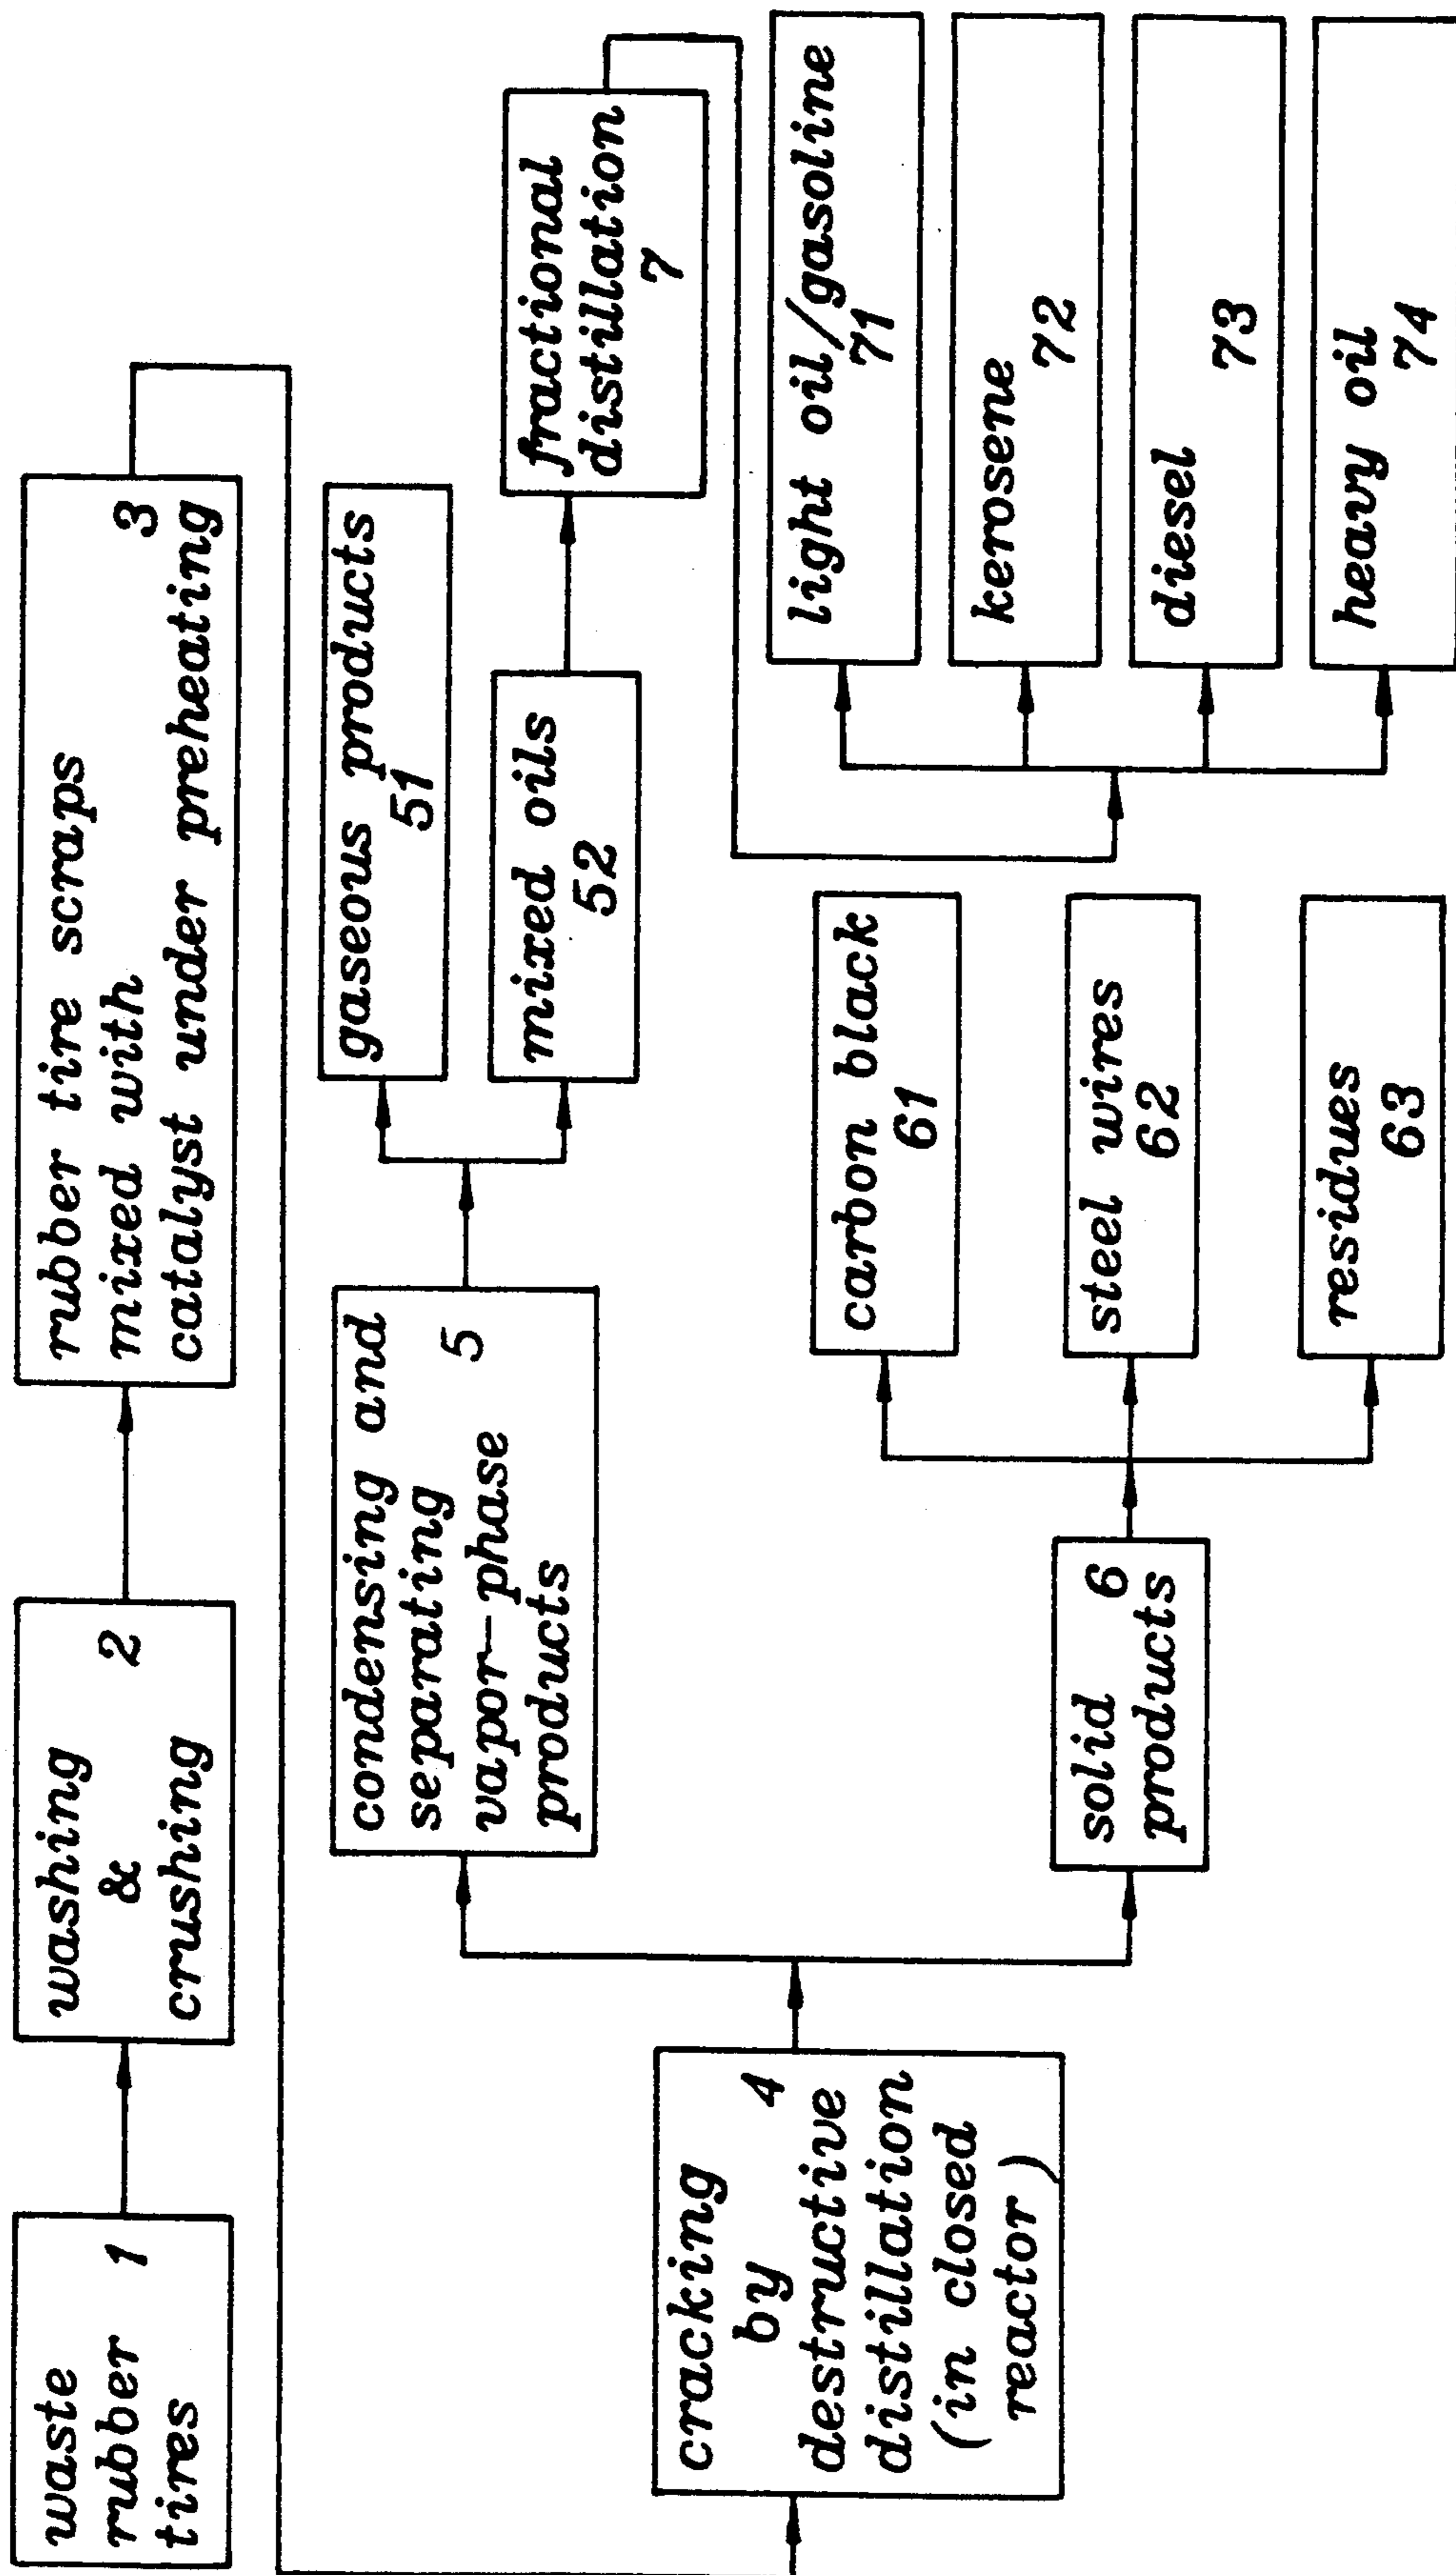 waste
rubber 1
tires
washing
& 2
crushing
rubber tire scraps
mixed with 3
catalyst under preheating
cracking
by 4
destructive
distillation
(in closed
reactor)
condensing and
separating
vapor-phase 5
products
gaseous products
51
mixed oils
52
fractional
distillation
7
solid 6
products
carbon black
61
steel wires
62
residues
63
light oil/gasoline
71
kerosene
72
diesel
73
heavy oil
74